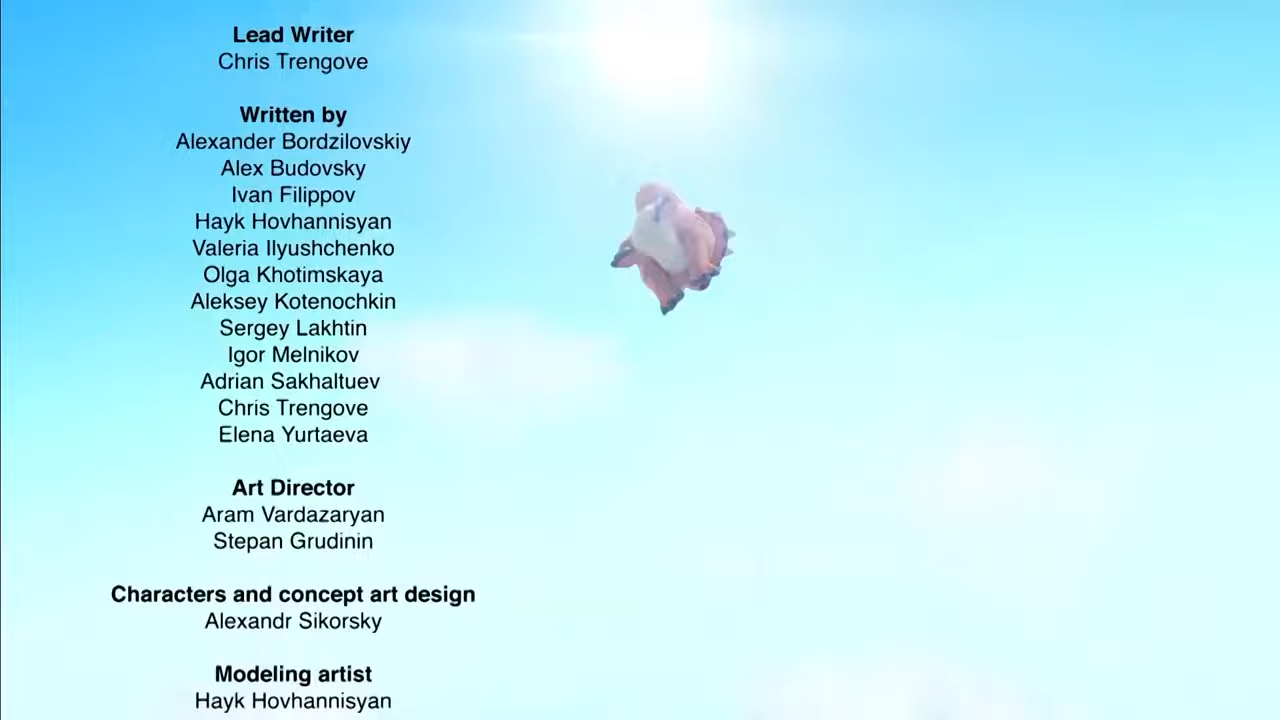 Lead Writer
Chris Trengove
Written by
Alexander Bordzilovskiy
Alex Budovsky
Ivan Filippov
Hayk Hovhannisyan
Valeria Ilyushchenko
Olga Khotimskaya
Aleksey Kotenochkin
Sergey Lakhtin
Igor Melnikov
Adrian Sakhaltuev
Chris Trengove
Elena Yurtaeva
Art Director
Aram Vardazaryan
Stepan Grudinin
Characters and concept art design
Alexandr Sikorsky
Modeling artist
Hayk Hovhannisyan